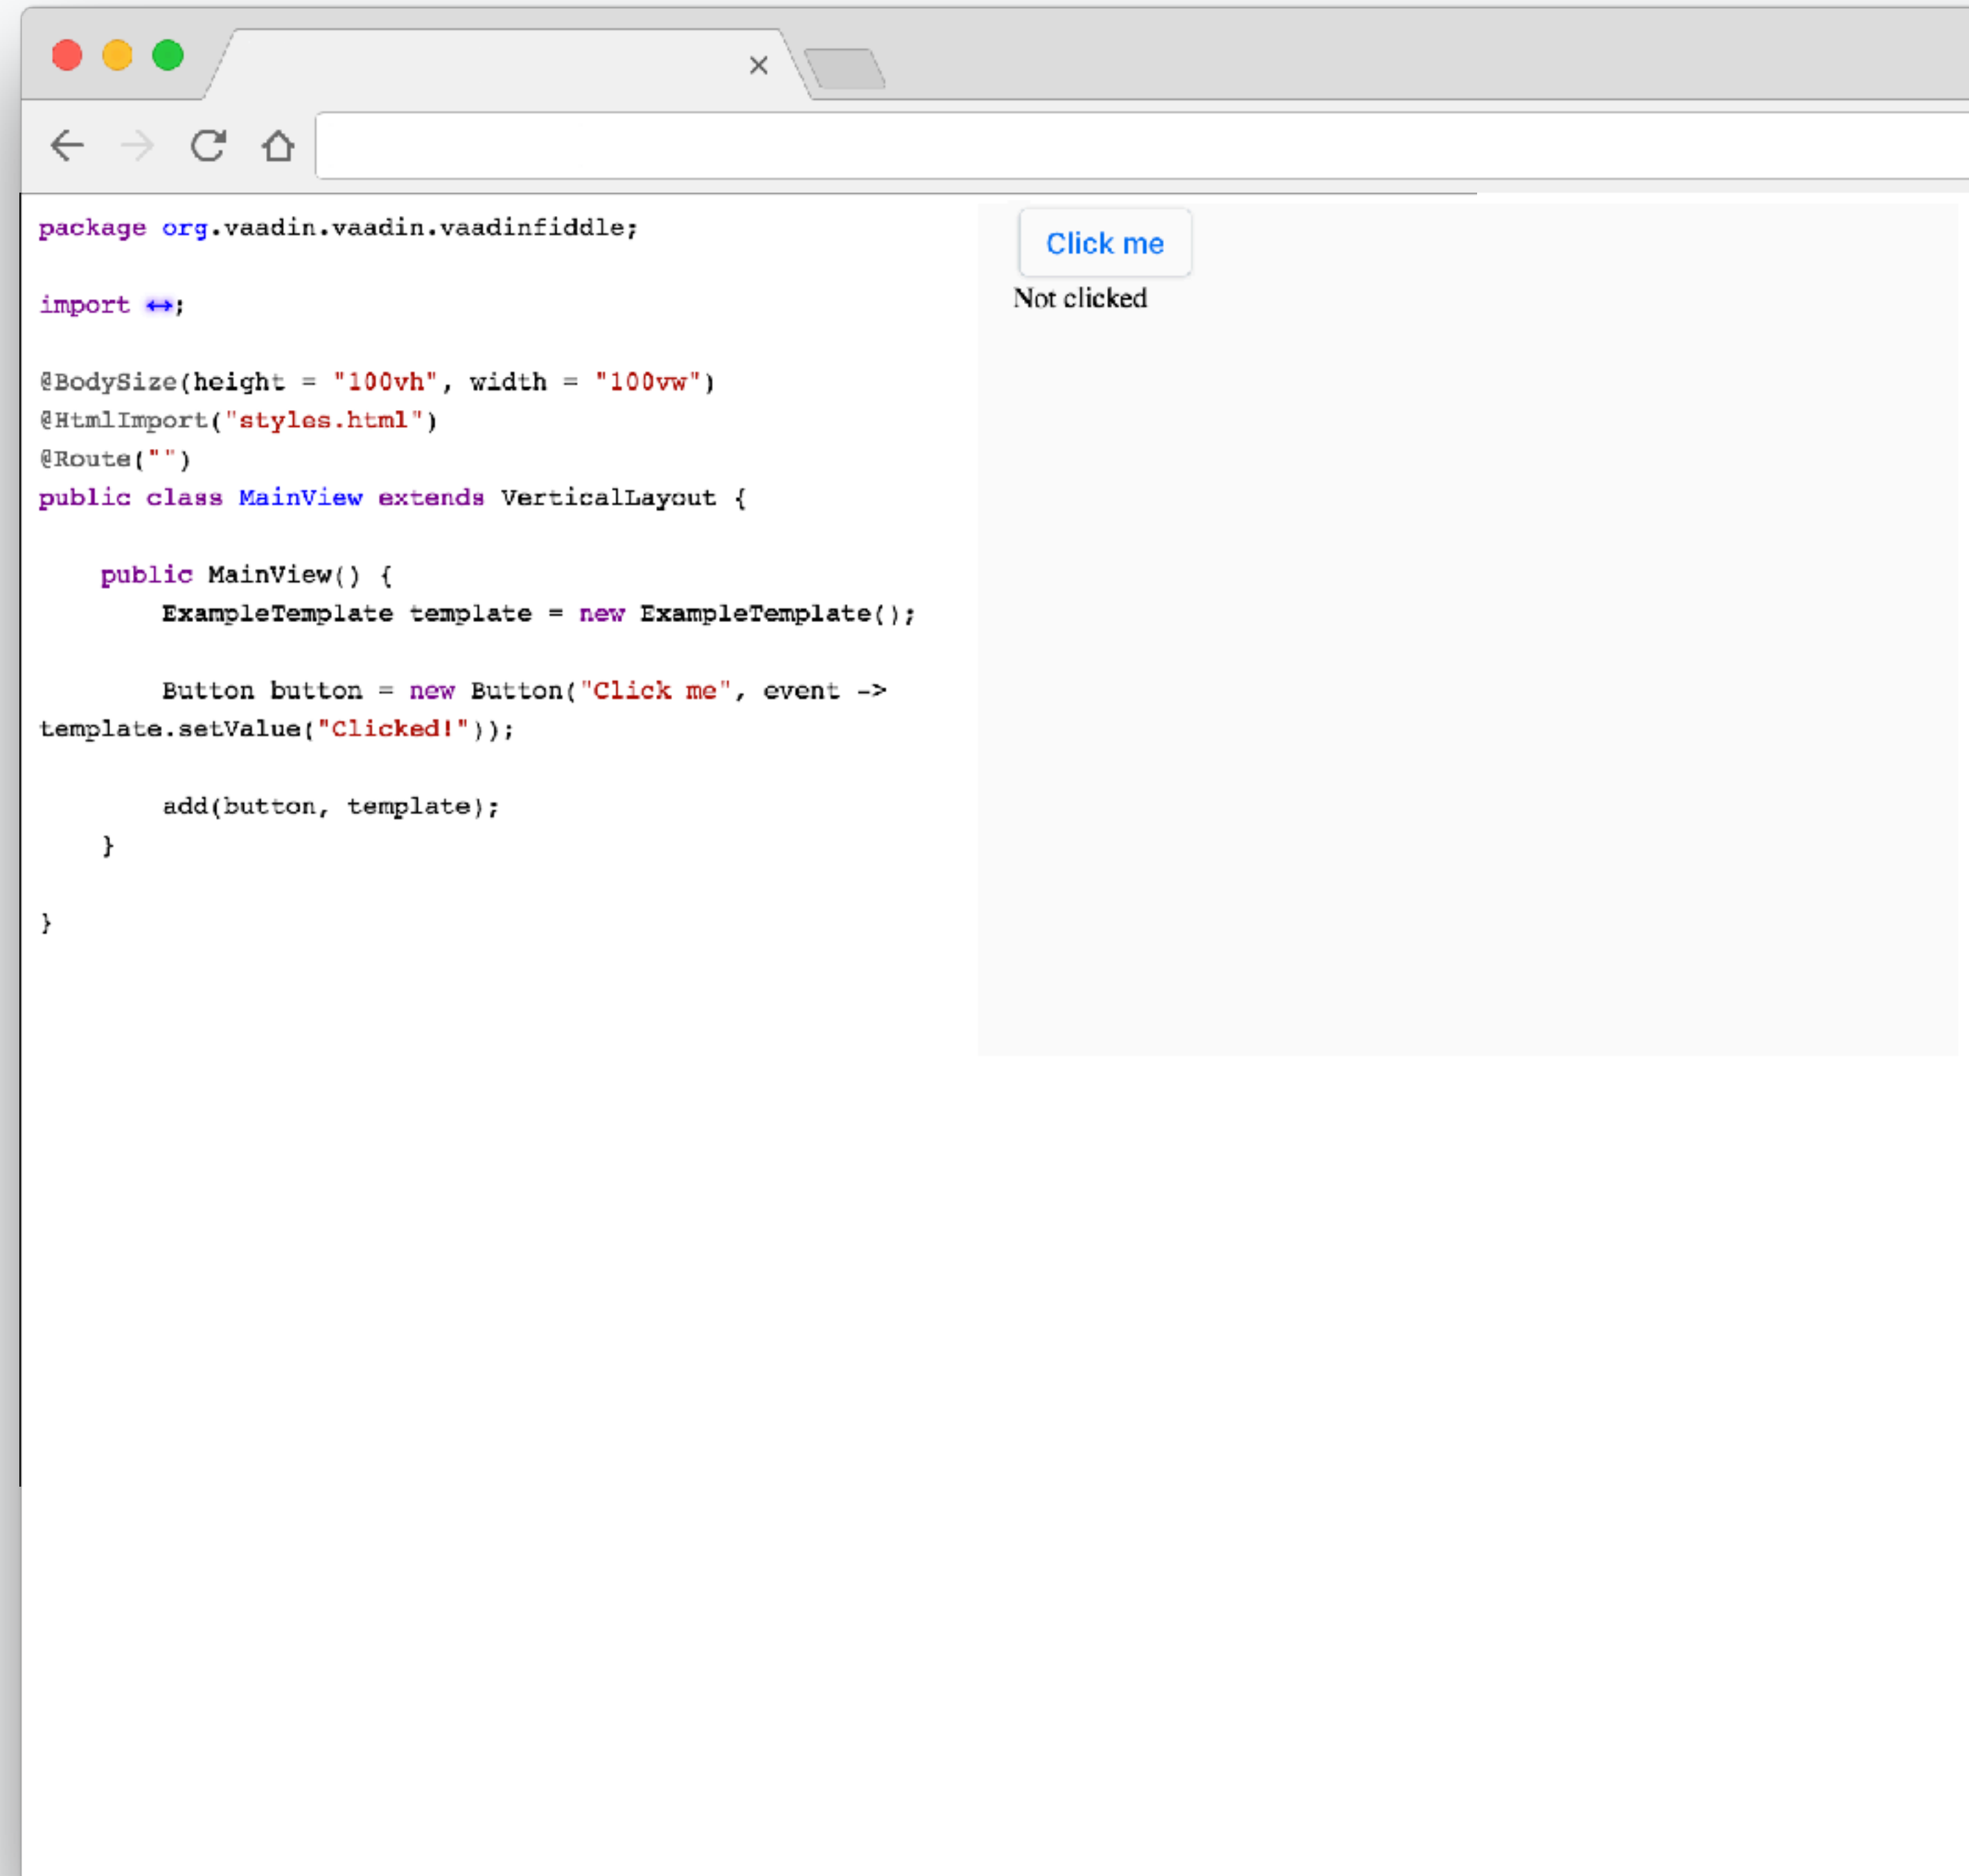 package org.vaadin.vaadin.vaadinfiddle;
import ↔;
@BodySize(height = "100vh", width = "100vw")
@HtmlImport("styles.html")
@Route("")
public class MainView extends VerticalLayout {
public MainView() {
ExampleTemplate template = new ExampleTemplate();
Button button = new Button("Click me", event ->
template.setValue("Clicked!"));
add(button, template);
}
}
Click me
Not clicked